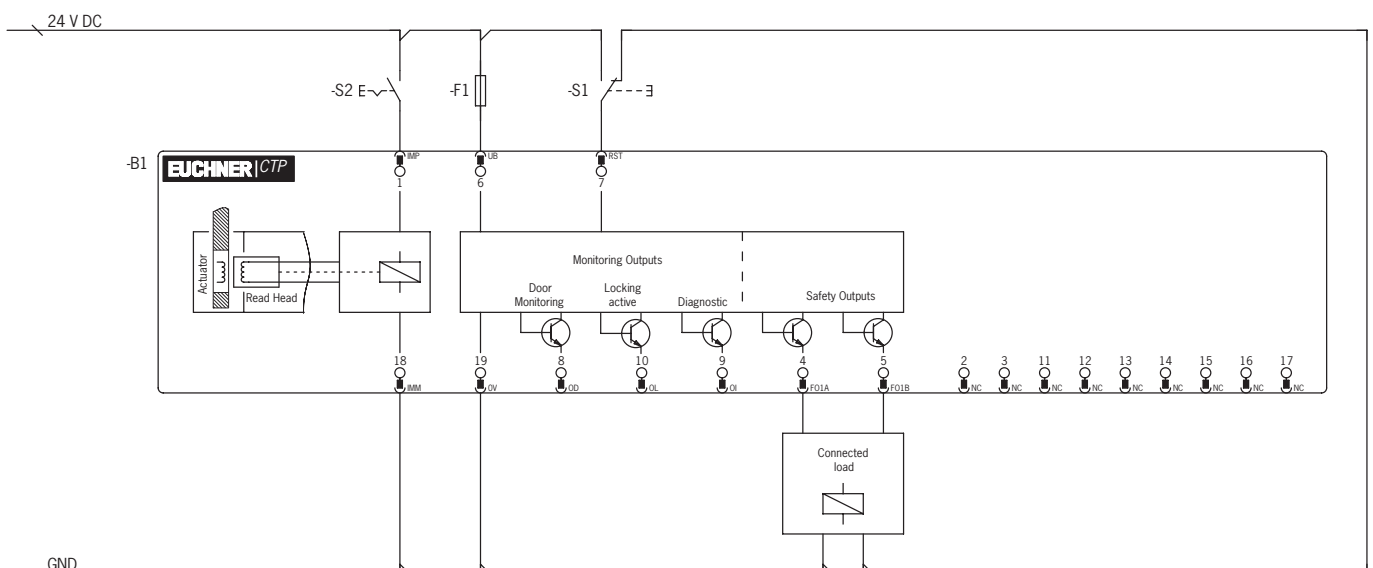 24 V DC
-S2
-F1
-S1
-B1
EUCHNER CTP
IMP
UB
RST
1
6
7
Actuator
Read Head
Monitoring Outputs
Door
Monitoring
Locking
active
Diagnostic
Safety Outputs
18
19
8
10
9
4
5
2
3
11
12
13
14
15
16
17
IMM
0V
OD
OL
OI
FO1A
FO1B
NC
NC
NC
NC
NC
NC
NC
NC
NC
Connected
load
GND